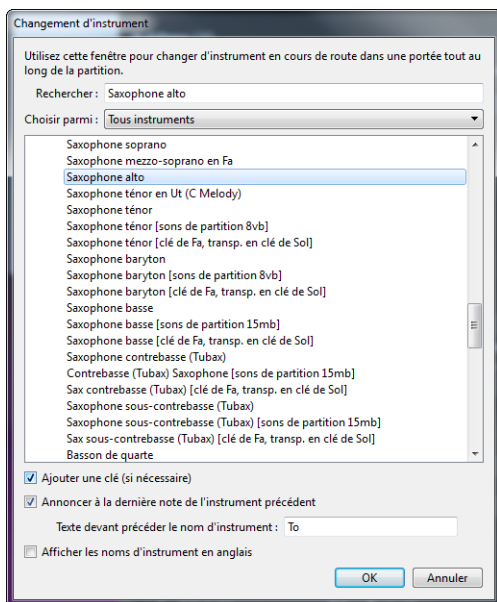 Changement d'instrument
Utilisez cette fenêtre pour changer d'instrument en cours de route dans une portée tout au
long de la partition.
Rechercher : Saxophone alto
Choisir parmi : Tous instruments
Saxophone soprano
Saxophone mezzo-soprano en Fa
Saxophone alto
Saxophone ténor en Ut (C Melody)
Saxophone ténor
Saxophone ténor [sons de partition 8vb]
Saxophone ténor [clé de Fa, transp. en clé de Sol]
Saxophone baryton
Saxophone baryton [sons de partition 8vb]
Saxophone baryton [clé de Fa, transp. en clé de Sol]
Saxophone basse
Saxophone basse [sons de partition 15mb]
Saxophone basse [clé de Fa, transp. en clé de Sol]
Saxophone contrebasse (Tubax)
Contrebasse (Tubax) Saxophone [sons de partition 15mb]
Sax contrebasse (Tubax) [clé de Fa, transp. en clé de Sol]
Saxophone sous-contrebasse (Tubax)
Saxophone sous-contrebasse (Tubax) [sons de partition 15mb]
Sax sous-contrebasse (Tubax) [clé de Fa, transp. en clé de Sol]
Basson de quarte
Ajouter une clé (si nécessaire)
Annoncer à la dernière note de l'instrument précédent
Texte devant précéder le nom d'instrument : To
Afficher les noms d'instrument en anglais
OK Annuler